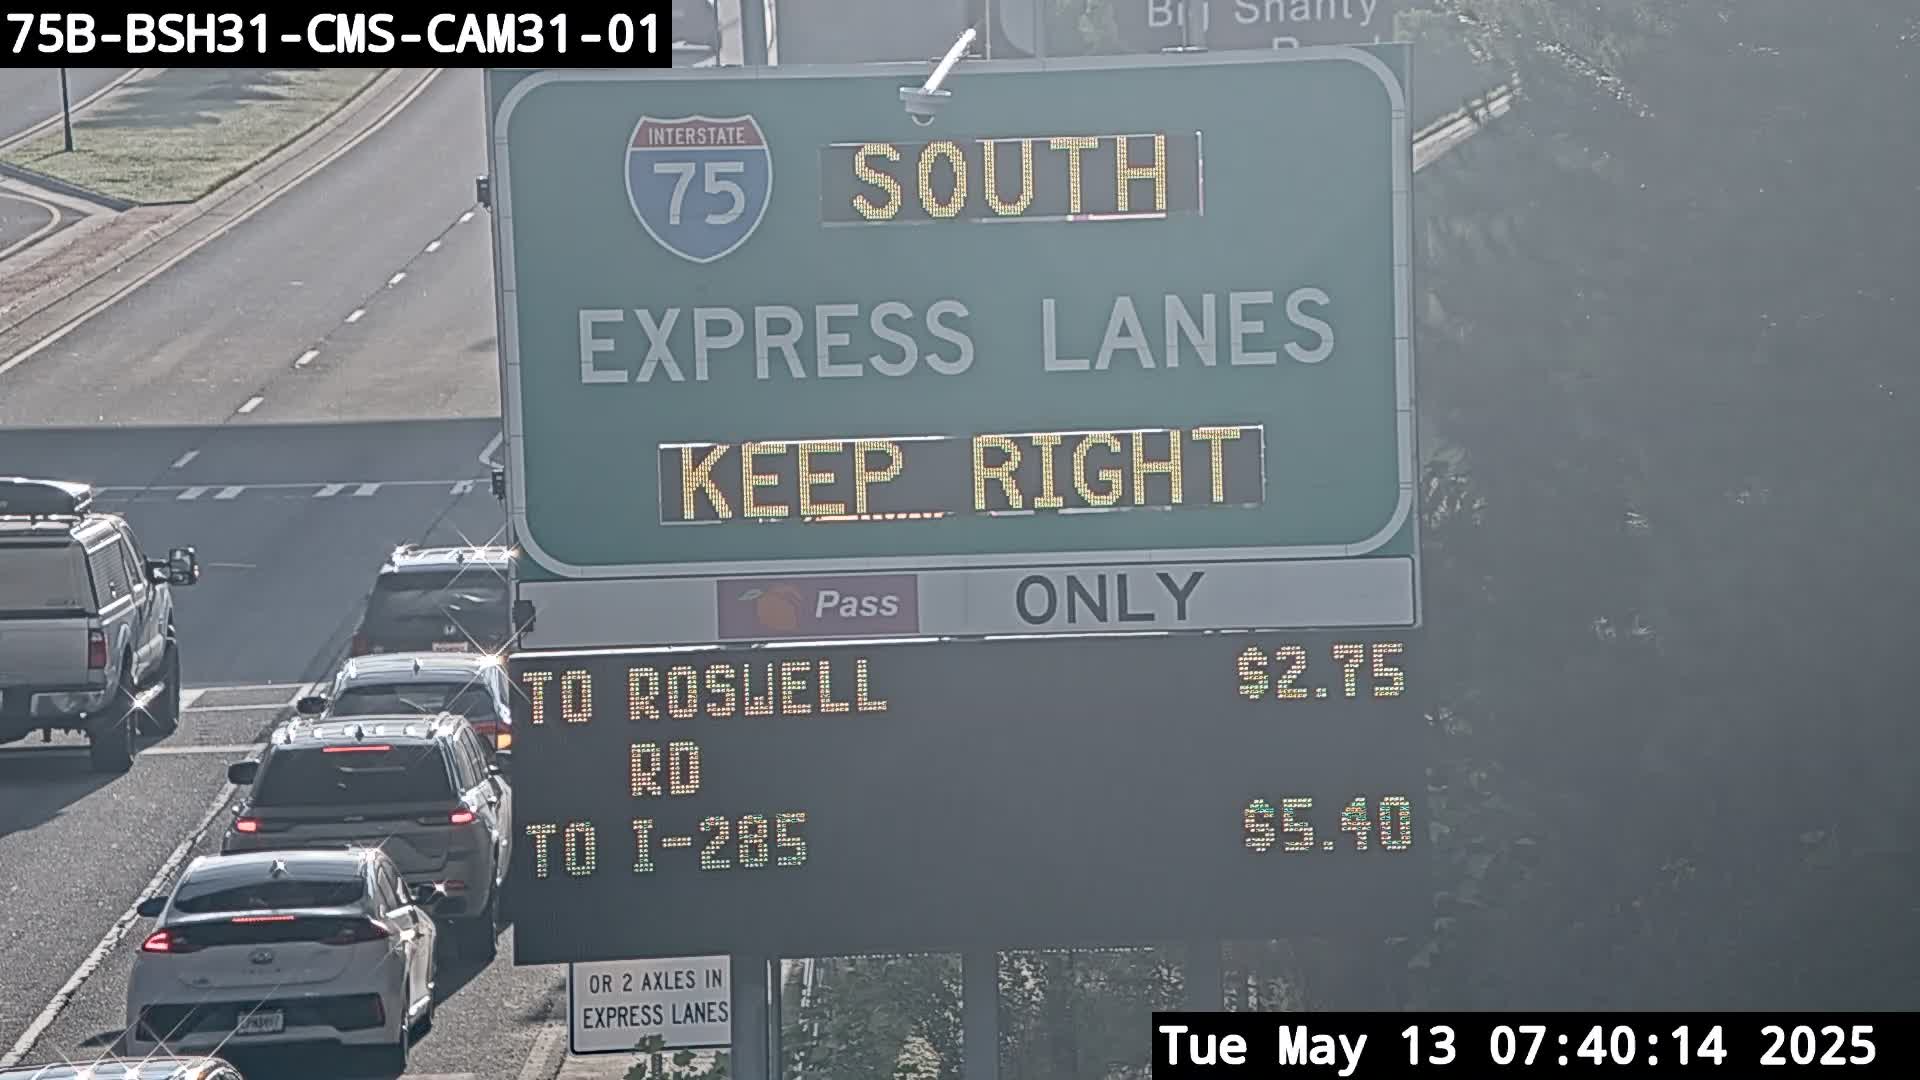 75B-BSH31-CMS-CAM31-01
Big Shanty
INTERSTATE
75
SOUTH
EXPRESS LANES
KEEP RIGHT
Pass ONLY
TO ROSWELL $2.75
RD
TO I-285 $5.40
OR 2 AXLES IN
EXPRESS LANES
Tue May 13 07:40:14 2025